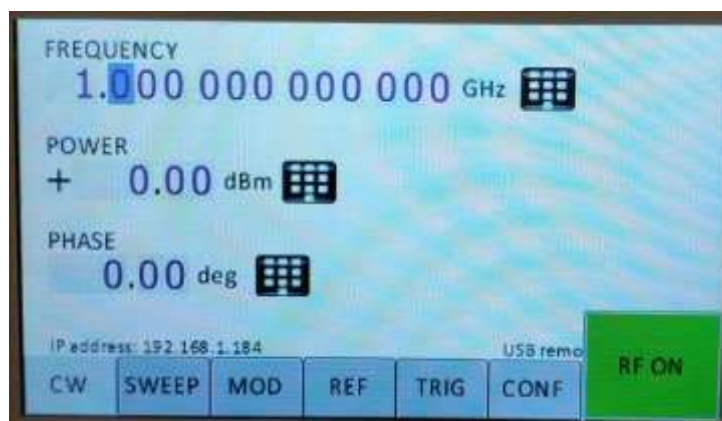 FREQUENCY
1.000 000 000 000 GHz
POWER
+ 0.00 dBm
PHASE
0.00 deg
IP address: 192.168.1.184 USB remo
CW SWEEP MOD REF TRIG CONF RF ON